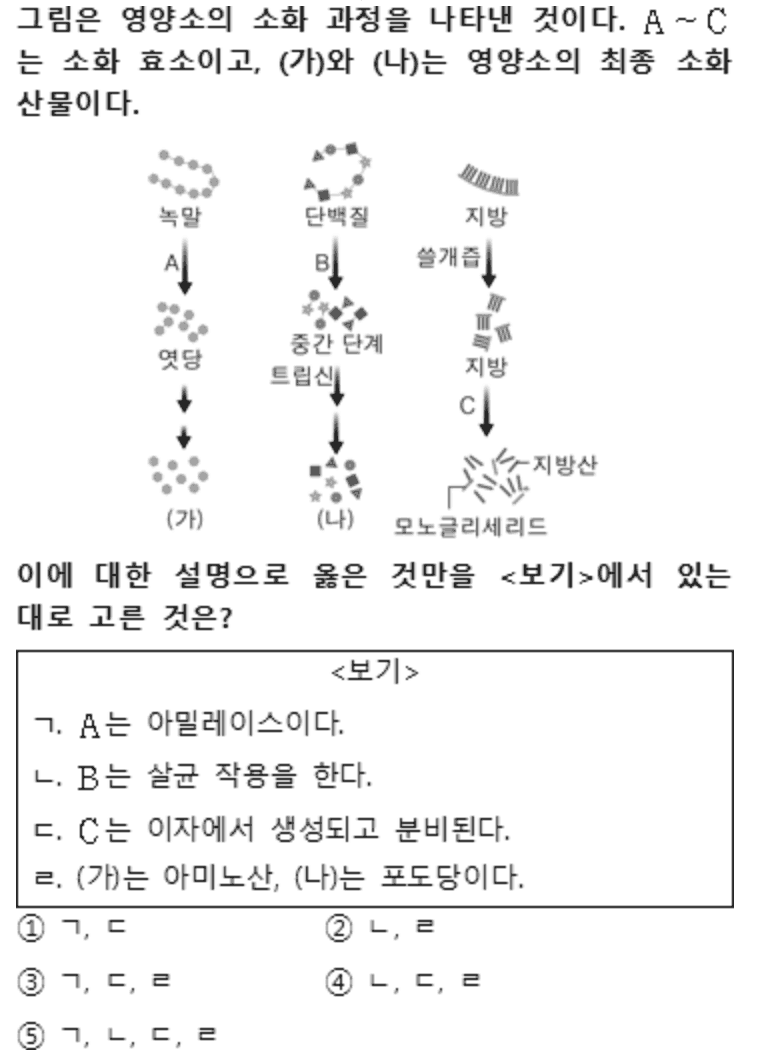 그림은 영양소의 소화 과정을 나타낸 것이다. A ~ C
는 소화 효소이고, (가)와 (나)는 영양소의 최종 소화
산물이다.
녹말 단백질 지방
A B 쓸개즙
엿당 중간 단계 지방
트립신 C
(가) (나) 지방산
모노글리세리드
이에 대한 설명으로 옳은 것만을 <보기>에서 있는
대로 고른 것은?
<보기>
ㄱ. A는 아밀레이스이다.
ㄴ. B는 살균 작용을 한다.
ㄷ. C는 이자에서 생성되고 분비된다.
ㄹ. (가)는 아미노산, (나)는 포도당이다.
① ㄱ, ㄷ ② ㄴ, ㄹ
③ ㄱ, ㄷ, ㄹ ④ ㄴ, ㄷ, ㄹ
⑤ ㄱ, ㄴ, ㄷ, ㄹ